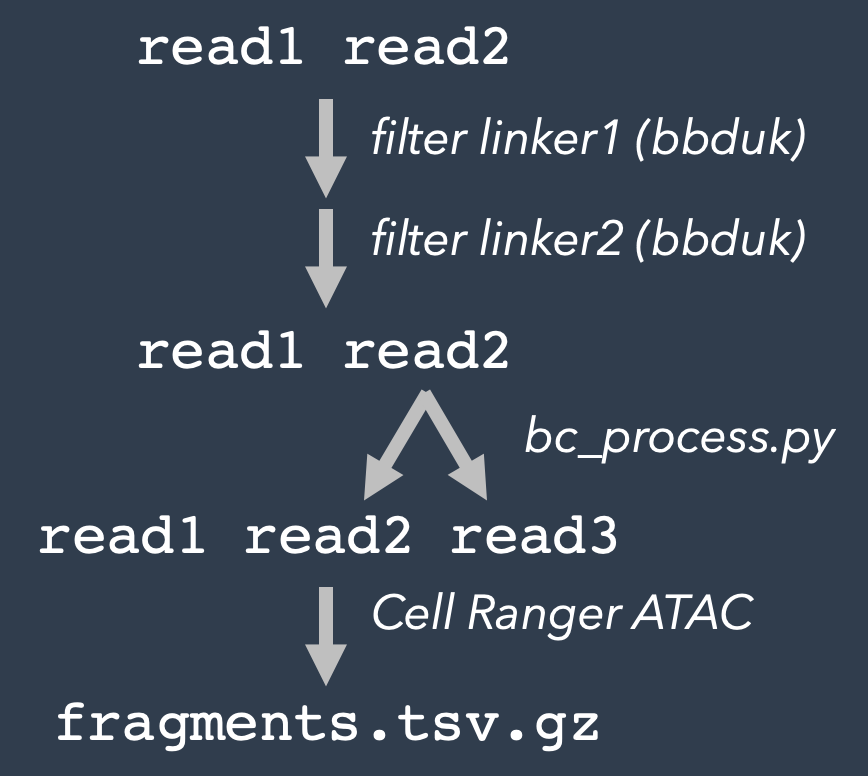 read1 read2
filter linker1 (bbduk)
filter linker2 (bbduk)
read1 read2
bc_process.py
read1 read2 read3
Cell Ranger ATAC
fragments.tsv.gz